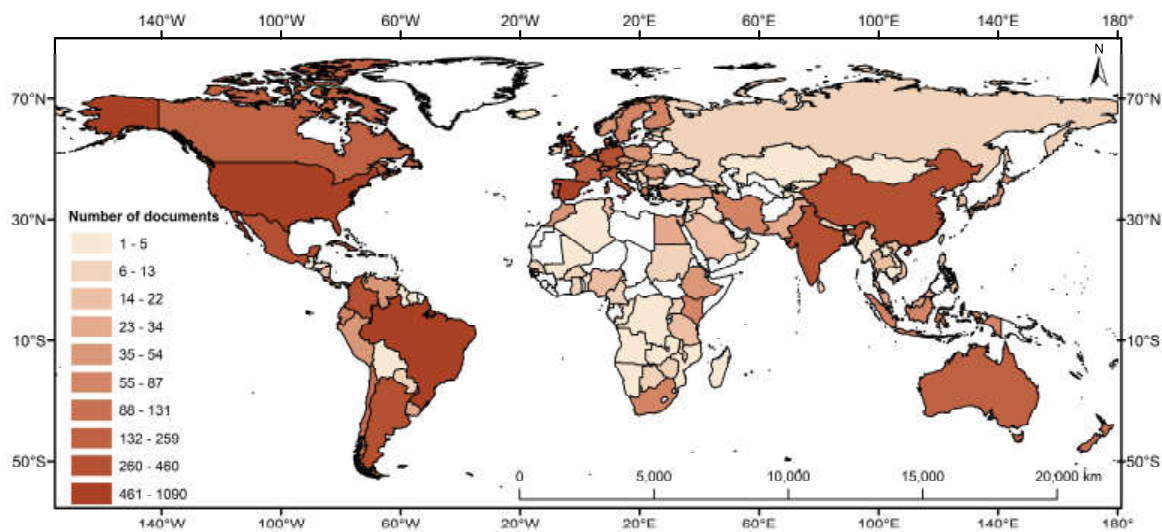 140°W 100°W 60°W 20°W 20°E 60°E 100°E 140°E 180°
N
70°N 70°N
30°N 30°N
10°S 10°S
50°S 50°S
Number of documents
1 - 5
6 - 13
14 - 22
23 - 34
35 - 54
55 - 87
88 - 131
132 - 259
260 - 460
461 - 1090
0 5,000 10,000 15,000 20,000 km
140°W 100°W 60°W 20°W 20°E 60°E 100°E 140°E 180°